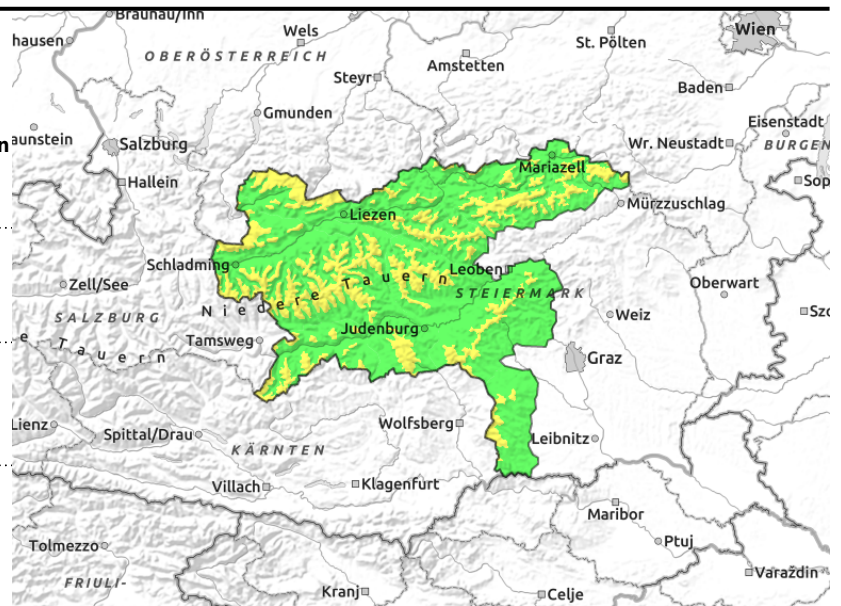 Braunau/Inn
hausen
Wels
OBERÖSTERREICH
St. Pölten
Wien
Amstetten
Steyr
Baden
Gmunden
Eisenstadt
n
aunstein
Salzburg
Mariazell
Wr. Neustadt
BURGEN
Hallein
Sop
Mürzzuschlag
Liezen
Schladming
Leoben
Zell/See
Niedere Tauern
STEIERMARK
Oberwart
SALZBURG
Weiz
Szo
e Tauern
Tamsweg
Judenburg
Graz
Lienz
Spittal/Drau
Wolfsberg
Leibnitz
KÄRNTEN
Villach
Klagenfurt
Maribor
Tolmezzo
Ptuj
FRIULI-
Kranj
Celje
Varaždin